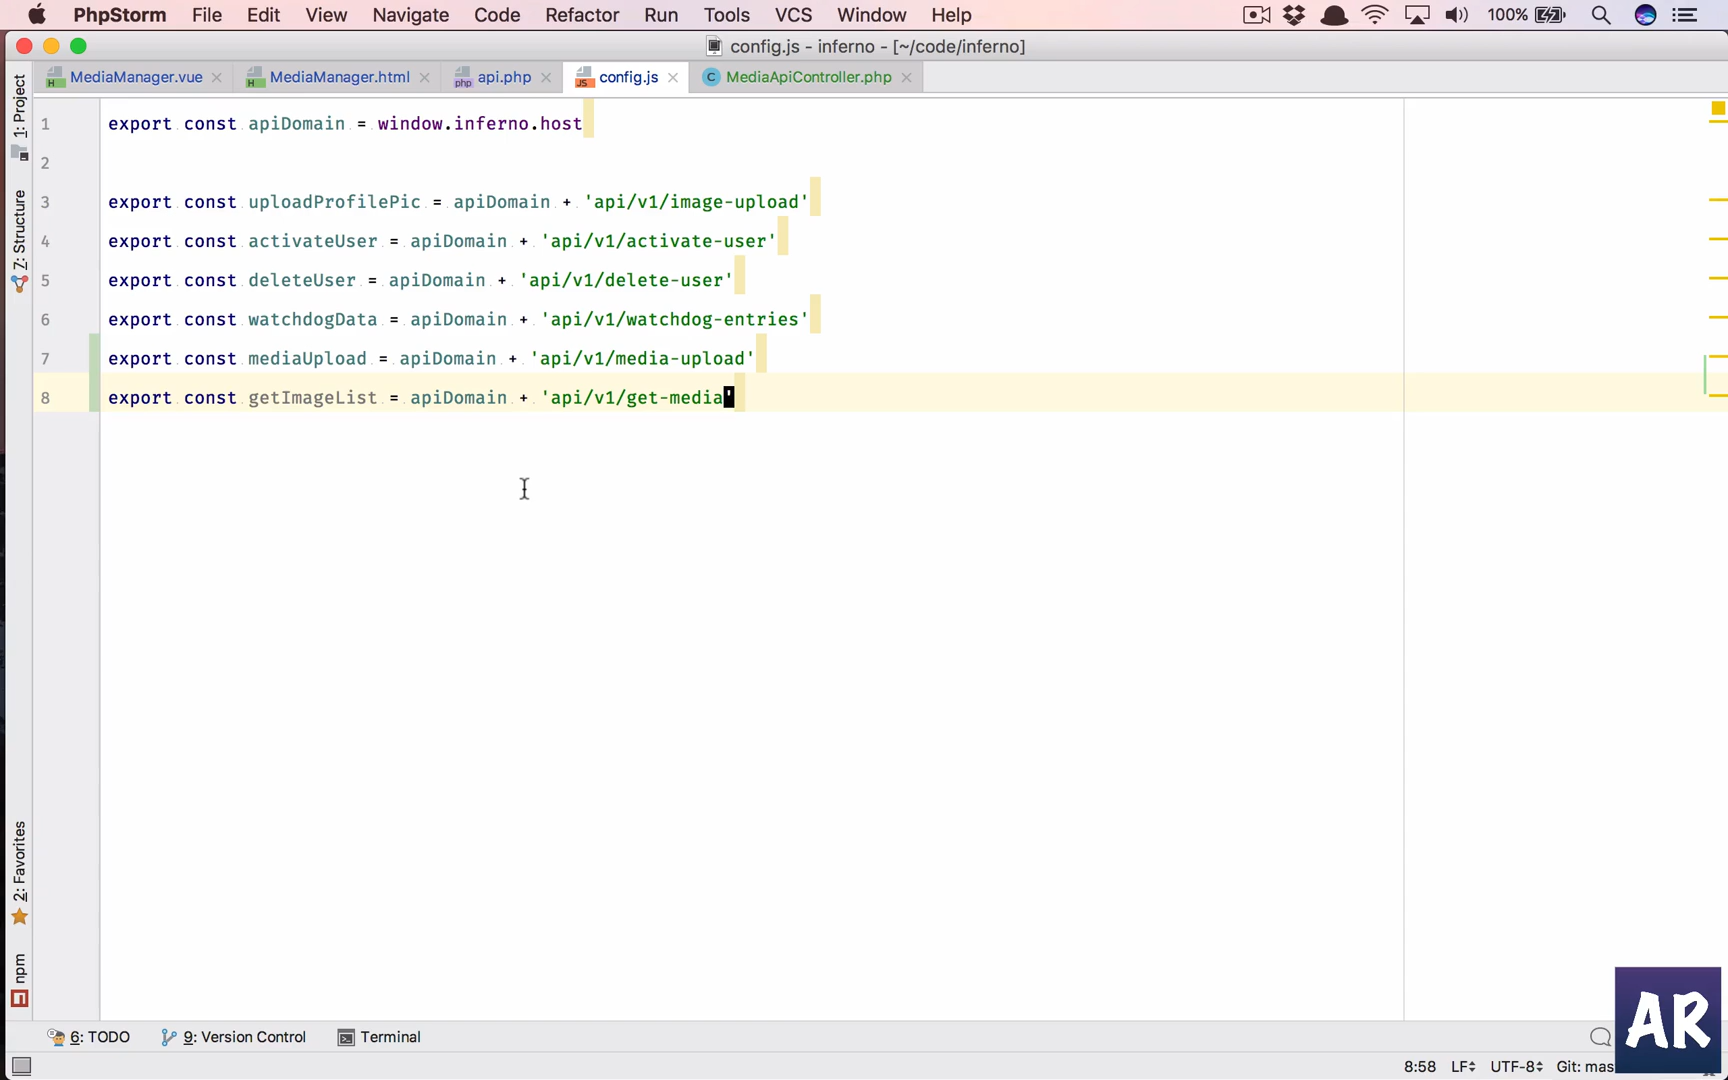 PhpStorm File Edit View Navigate Code Refactor Run Tools VCS Window Help 100%
config.js - inferno - [~/code/inferno]
MediaManager.vue MediaManager.html api.php config.js MediaApiController.php
1: Project
7: Structure
2: Favorites
npm
1 export const apiDomain = window.inferno.host
2
3 export const uploadProfilePic = apiDomain + 'api/v1/image-upload'
4 export const activateUser = apiDomain + 'api/v1/activate-user'
5 export const deleteUser = apiDomain + 'api/v1/delete-user'
6 export const watchdogData = apiDomain + 'api/v1/watchdog-entries'
7 export const mediaUpload = apiDomain + 'api/v1/media-upload'
8 export const getImageList = apiDomain + 'api/v1/get-media'
6: TODO 9: Version Control Terminal
8:58 LF UTF-8 Git: mas
AR